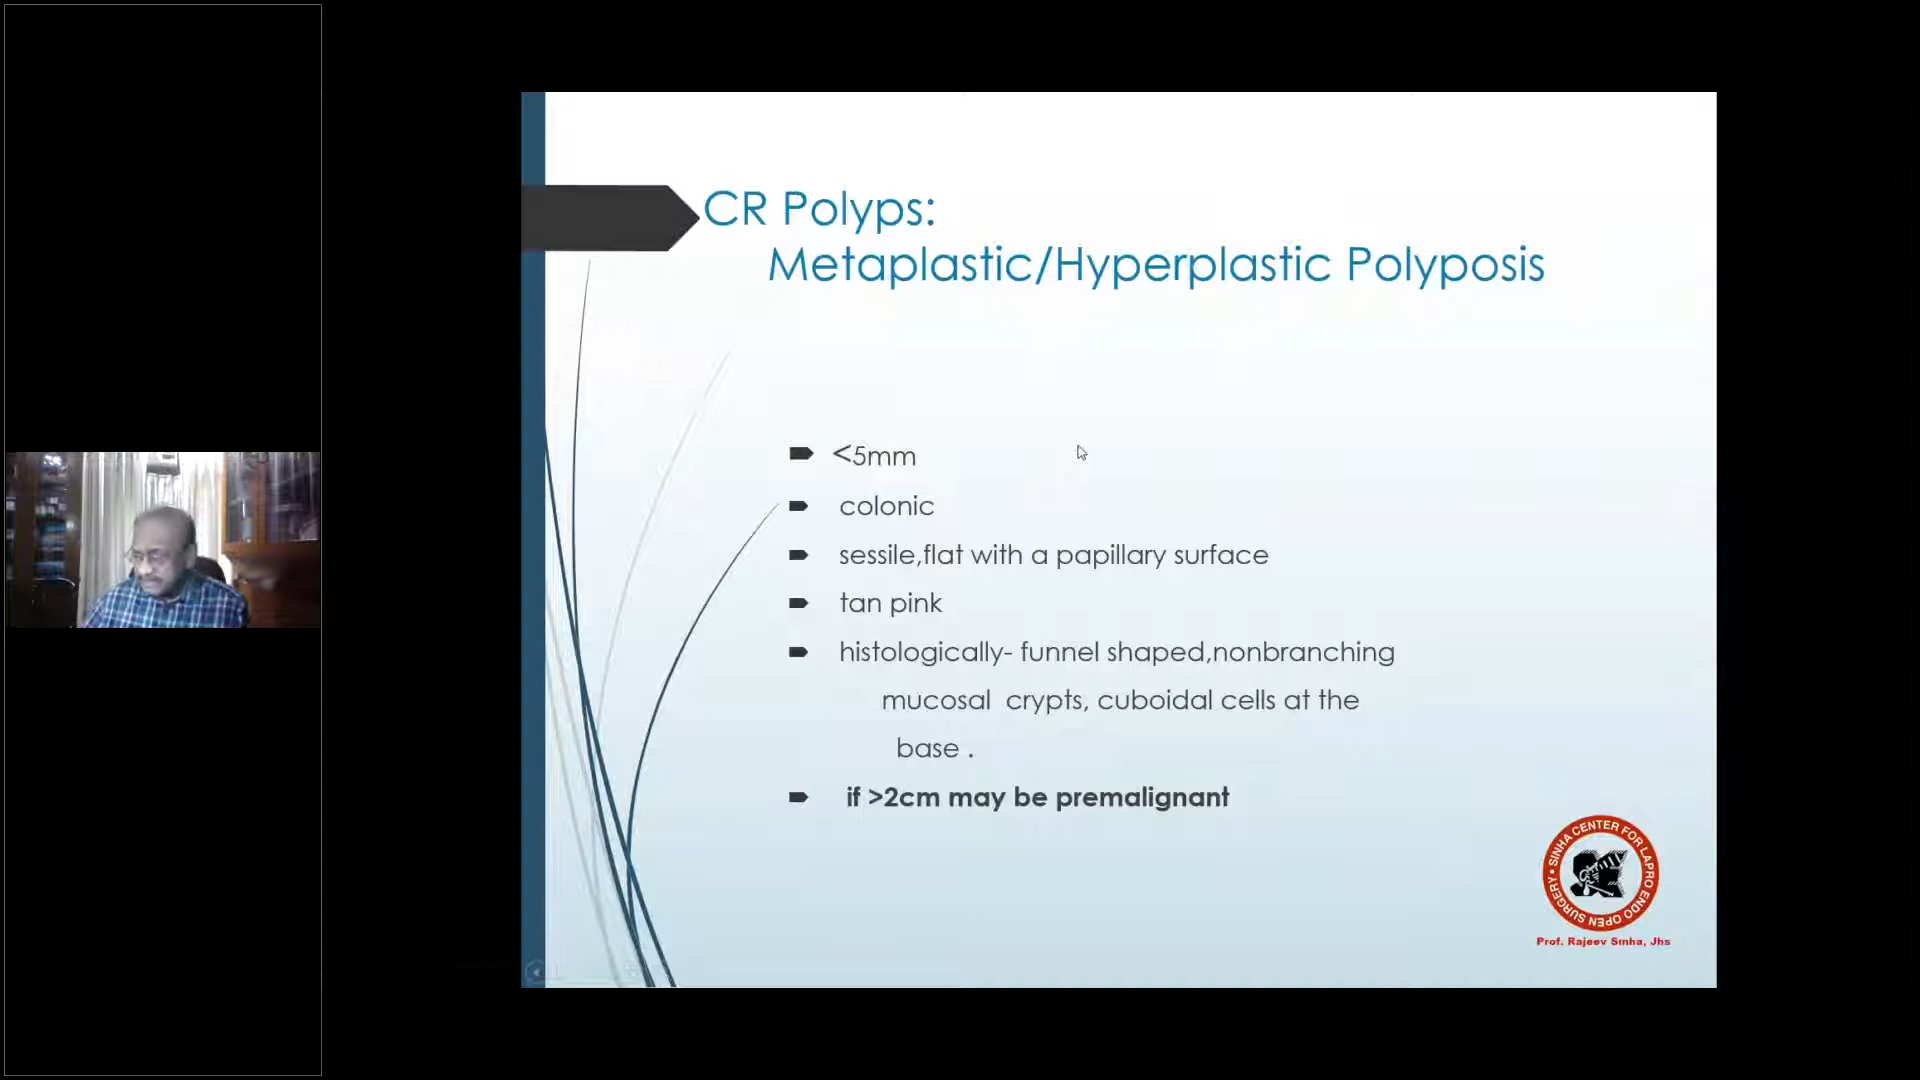 CR Polyps:
Metaplastic/Hyperplastic Polyposis
<5mm
colonic
sessile,flat with a papillary surface
tan pink
histologically- funnel shaped,nonbranching
mucosal crypts, cuboidal cells at the
base .
if >2cm may be premalignant
SINHA CENTER FOR LAPRO ENDO OPEN SURGERY
Prof. Rajeev Sinha, Jhs